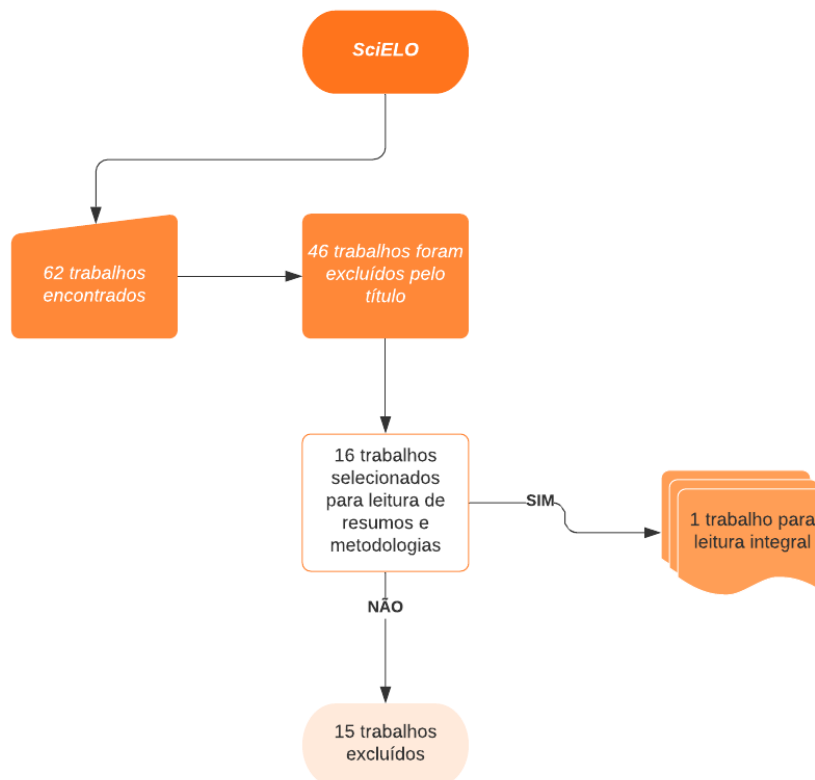 SciELO
62 trabalhos
encontrados
46 trabalhos foram
excluídos pelo
título
16 trabalhos
selecionados
para leitura de
resumos e
metodologias
SIM
1 trabalho para
leitura integral
NÃO
15 trabalhos
excluídos